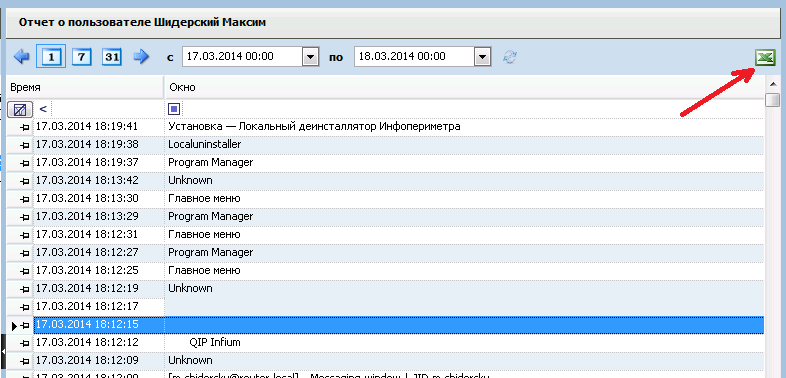 Отчет о пользователе Шидерский Максим
1 7 31 с 17.03.2014 00:00 по 18.03.2014 00:00
Время Окно
<
17.03.2014 18:19:41 Установка — Локальный деинсталлятор Инфопериметра
17.03.2014 18:19:38 Localuninstaller
17.03.2014 18:19:37 Program Manager
17.03.2014 18:13:42 Unknown
17.03.2014 18:13:30 Главное меню
17.03.2014 18:13:29 Program Manager
17.03.2014 18:12:31 Главное меню
17.03.2014 18:12:27 Program Manager
17.03.2014 18:12:25 Главное меню
17.03.2014 18:12:19 Unknown
17.03.2014 18:12:17
17.03.2014 18:12:15
17.03.2014 18:12:12 QIP Infium
17.03.2014 18:12:09 Unknown
17.03.2014 18:12:00